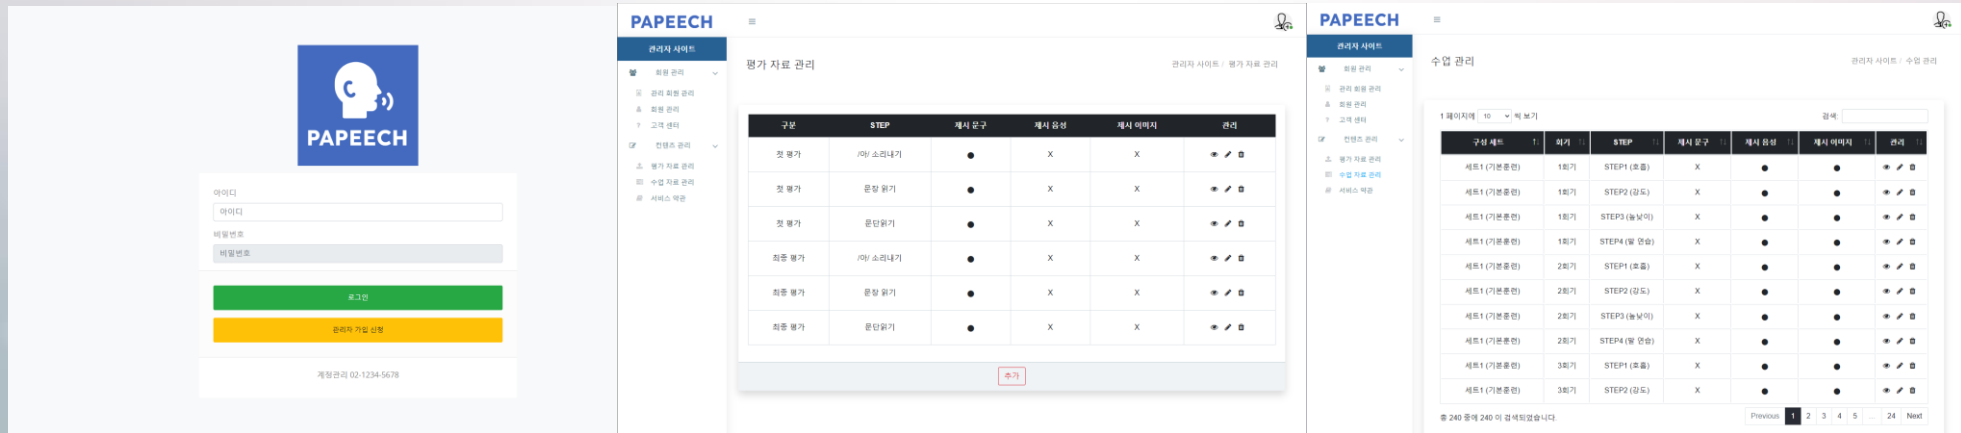 PAPEECH
아이디
아이디
비밀번호
비밀번호
로그인
관리자 가입 신청
계정관리 02-1234-5678
PAPEECH
관리자 사이트
회원 관리
관리 회원 관리
회원 관리
고객 센터
컨텐츠 관리
평가 자료 관리
수업 자료 관리
서비스 약관
평가 자료 관리
관리자 사이트 / 평가 자료 관리
구분 STEP 제시 문구 제시 음성 제시 이미지 관리
첫 평가 /아/ 소리내기 ● X X
첫 평가 문장 읽기 ● X X
첫 평가 문단읽기 ● X X
최종 평가 /아/ 소리내기 ● X X
최종 평가 문장 읽기 ● X X
최종 평가 문단읽기 ● X X
추가
PAPEECH
관리자 사이트
회원 관리
관리 회원 관리
회원 관리
고객 센터
컨텐츠 관리
평가 자료 관리
수업 자료 관리
서비스 약관
수업 관리
관리자 사이트 / 수업 관리
1 페이지에 10 씩 보기
검색:
구성 세트 회기 STEP 제시 문구 제시 음성 제시 이미지 관리
세트1 (기본훈련) 1회기 STEP1 (호흡) X ● ●
세트1 (기본훈련) 1회기 STEP2 (강도) X ● ●
세트1 (기본훈련) 1회기 STEP3 (높낮이) X ● ●
세트1 (기본훈련) 1회기 STEP4 (말 연습) X ● ●
세트1 (기본훈련) 2회기 STEP1 (호흡) X ● ●
세트1 (기본훈련) 2회기 STEP2 (강도) X ● ●
세트1 (기본훈련) 2회기 STEP3 (높낮이) X ● ●
세트1 (기본훈련) 2회기 STEP4 (말 연습) X ● ●
세트1 (기본훈련) 3회기 STEP1 (호흡) X ● ●
세트1 (기본훈련) 3회기 STEP2 (강도) X ● ●
총 240 중에 240 이 검색되었습니다.
Previous 1 2 3 4 5 ... 24 Next